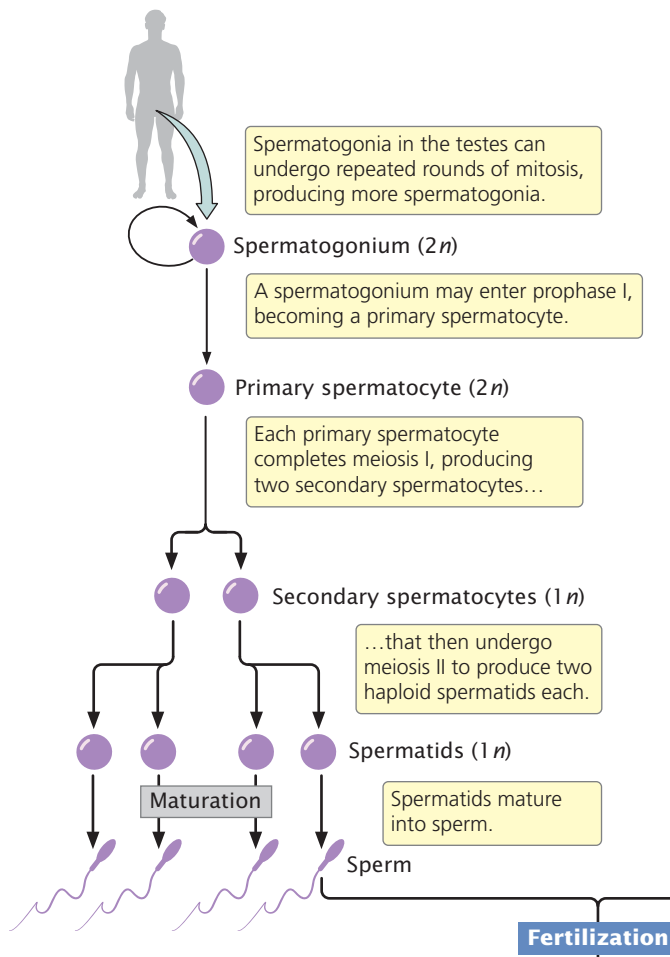 Spermatogonia in the testes can
undergo repeated rounds of mitosis,
producing more spermatogonia.
Spermatogonium (2n)
A spermatogonium may enter prophase I,
becoming a primary spermatocyte.
Primary spermatocyte (2n)
Each primary spermatocyte
completes meiosis I, producing
two secondary spermatocytes…
Secondary spermatocytes (1n)
…that then undergo
meiosis II to produce two
haploid spermatids each.
Spermatids (1n)
Maturation
Spermatids mature
into sperm.
Sperm
Fertilization